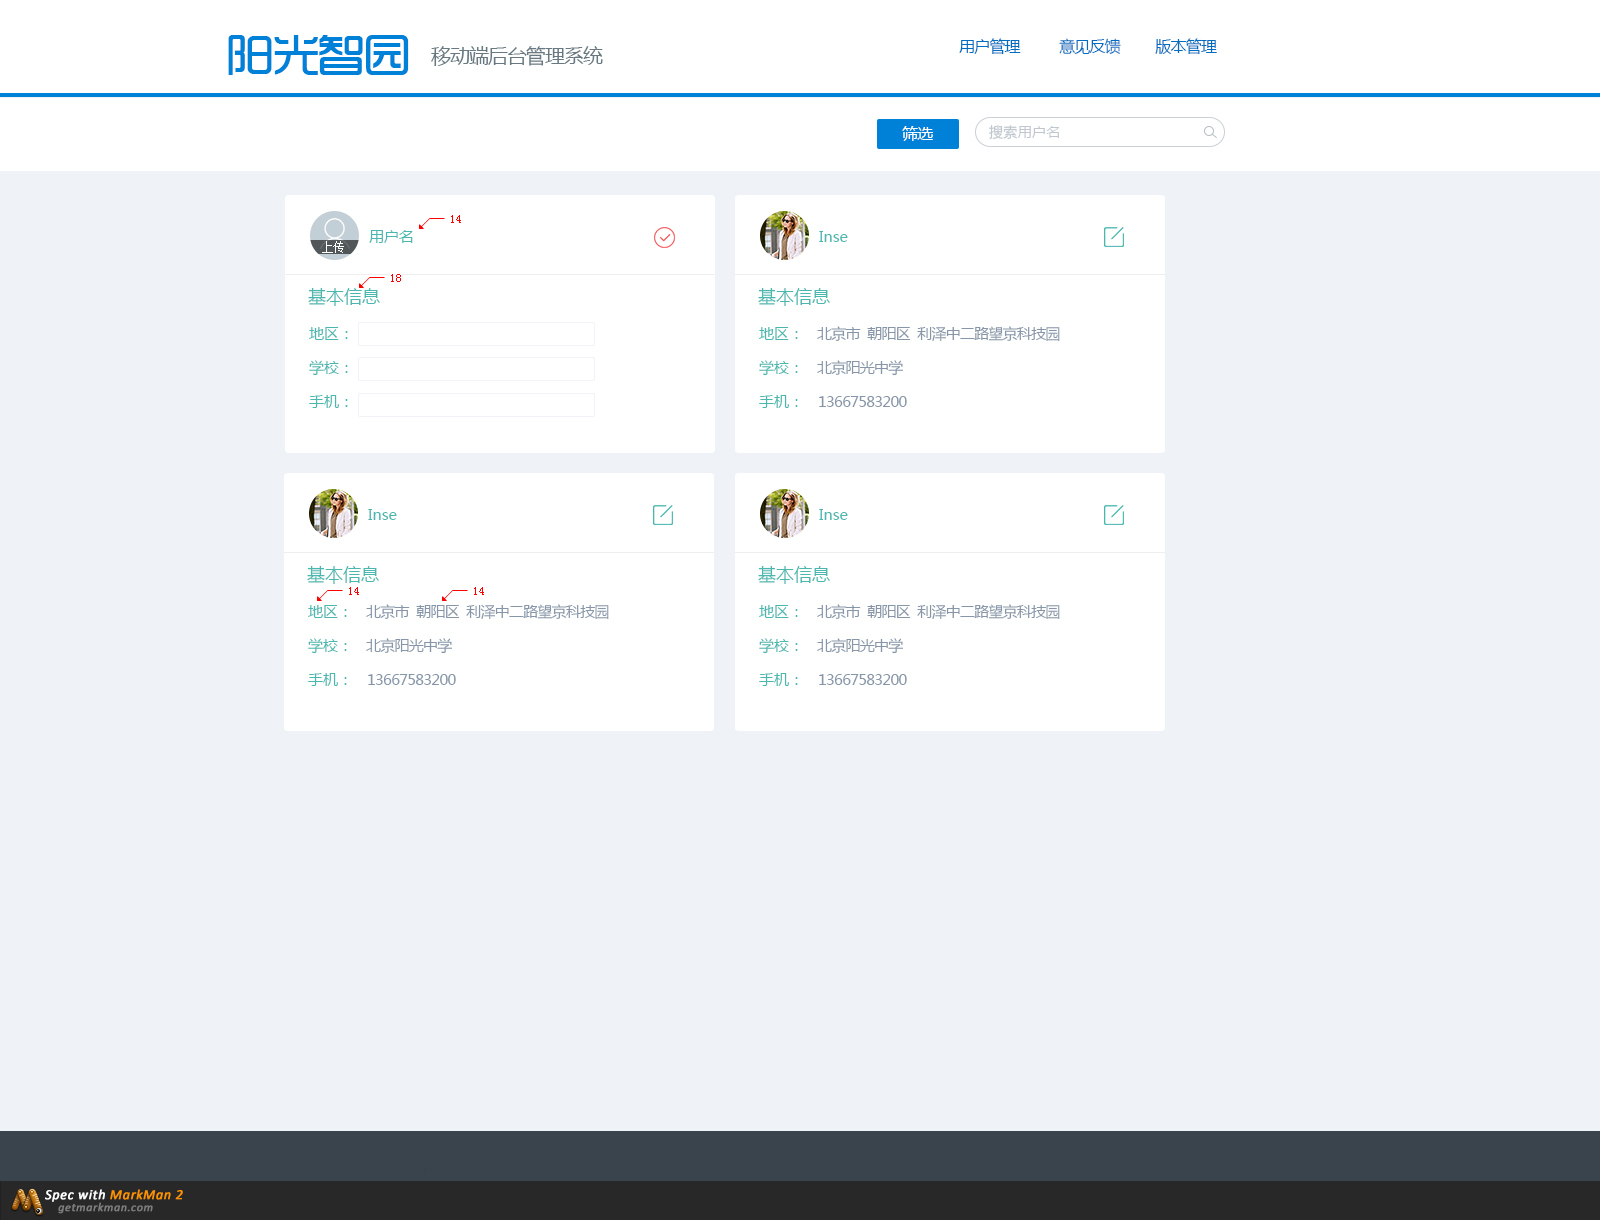 阳光智园 移动端后台管理系统 用户管理 意见反馈 版本管理
筛选 搜索用户名
上传 用户名 14
18
基本信息
地区：
学校：
手机：
Inse
基本信息
地区： 北京市 朝阳区 利泽中二路望京科技园
学校： 北京阳光中学
手机： 13667583200
Inse
基本信息
14 14
地区： 北京市 朝阳区 利泽中二路望京科技园
学校： 北京阳光中学
手机： 13667583200
Inse
基本信息
地区： 北京市 朝阳区 利泽中二路望京科技园
学校： 北京阳光中学
手机： 13667583200
Spec with MarkMan 2
getmarkman.com